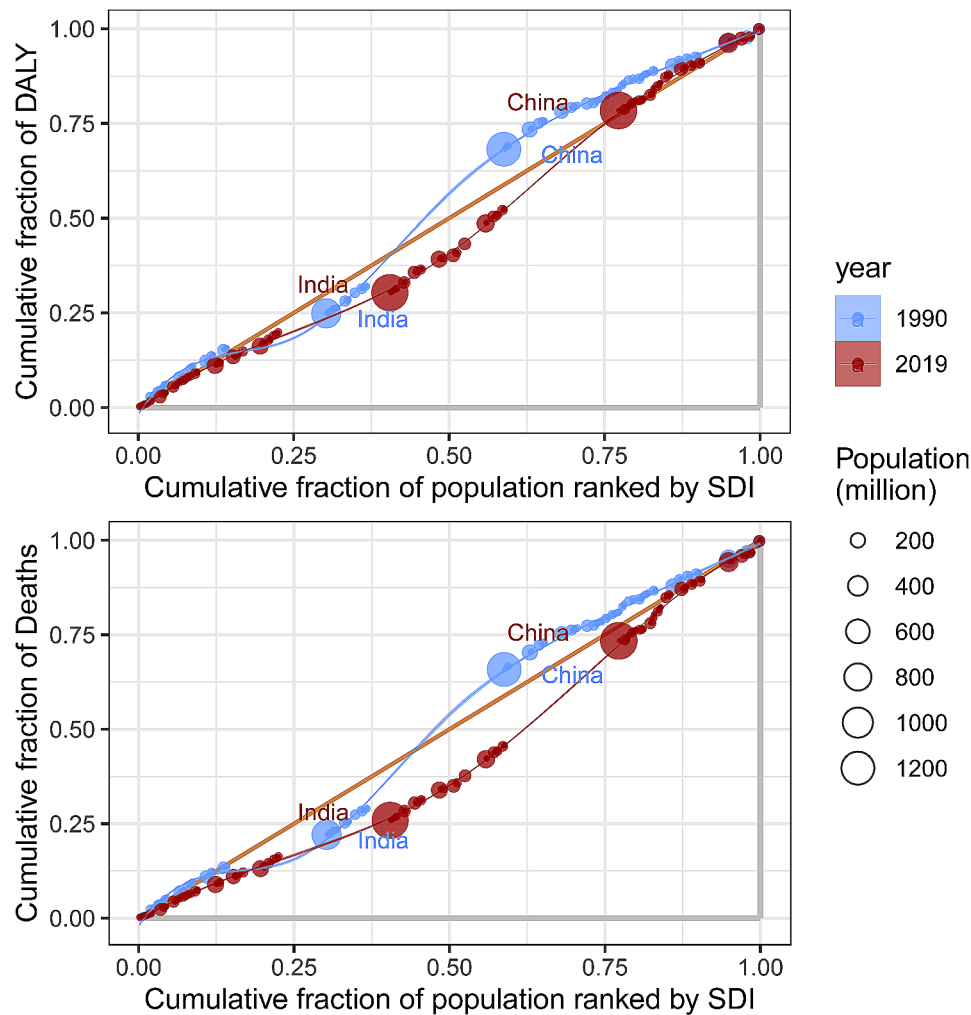 Cumulative fraction of DALY
1.00
0.75
0.50
0.25
0.00
China
China
India
India
0.00 0.25 0.50 0.75 1.00
Cumulative fraction of population ranked by SDI
Cumulative fraction of Deaths
1.00
0.75
0.50
0.25
0.00
China
China
India
India
0.00 0.25 0.50 0.75 1.00
Cumulative fraction of population ranked by SDI
year
a 1990
a 2019
Population
(million)
200
400
600
800
1000
1200